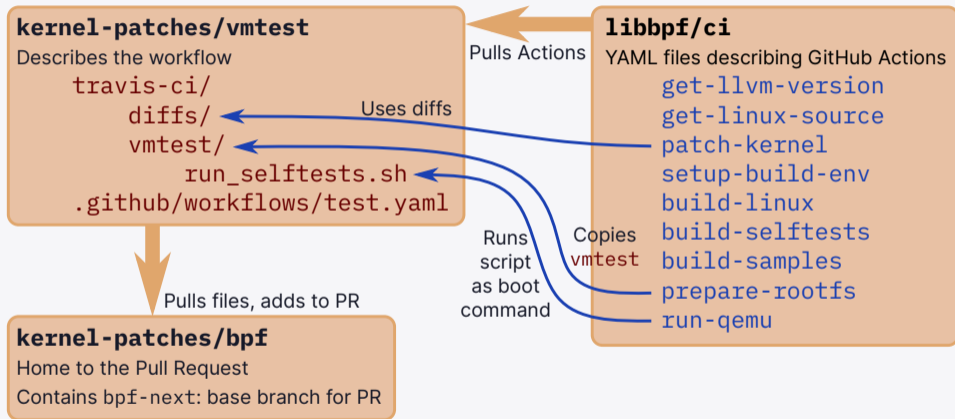 kernel-patches/vmtest
Describes the workflow
travis-ci/
diffs/
vmtest/
run_selftests.sh
.github/workflows/test.yaml
Pulls Actions
Uses diffs
libbpf/ci
YAML files describing GitHub Actions
get-llvm-version
get-linux-source
patch-kernel
setup-build-env
build-linux
build-selftests
build-samples
prepare-rootfs
run-qemu
Runs
script
as boot
command
Copies
vmtest
Pulls files, adds to PR
kernel-patches/bpf
Home to the Pull Request
Contains bpf-next: base branch for PR